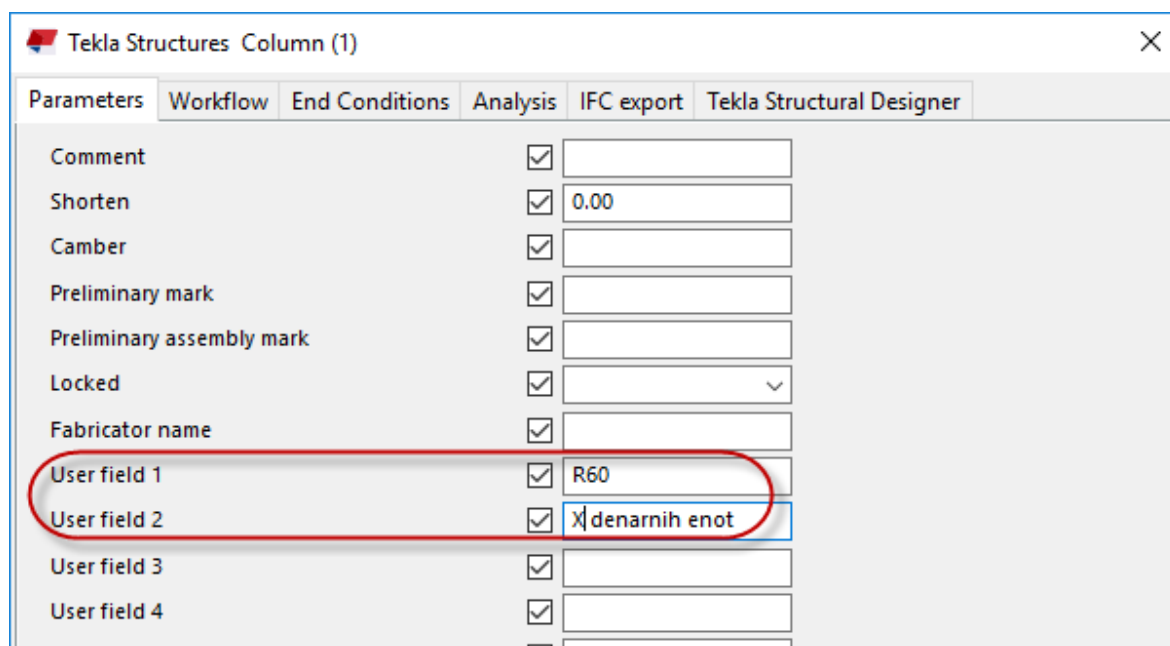 Tekla Structures Column (1)
Parameters Workflow End Conditions Analysis IFC export Tekla Structural Designer
Comment
Shorten 0.00
Camber
Preliminary mark
Preliminary assembly mark
Locked
Fabricator name
User field 1 R60
User field 2 X denarnih enot
User field 3
User field 4